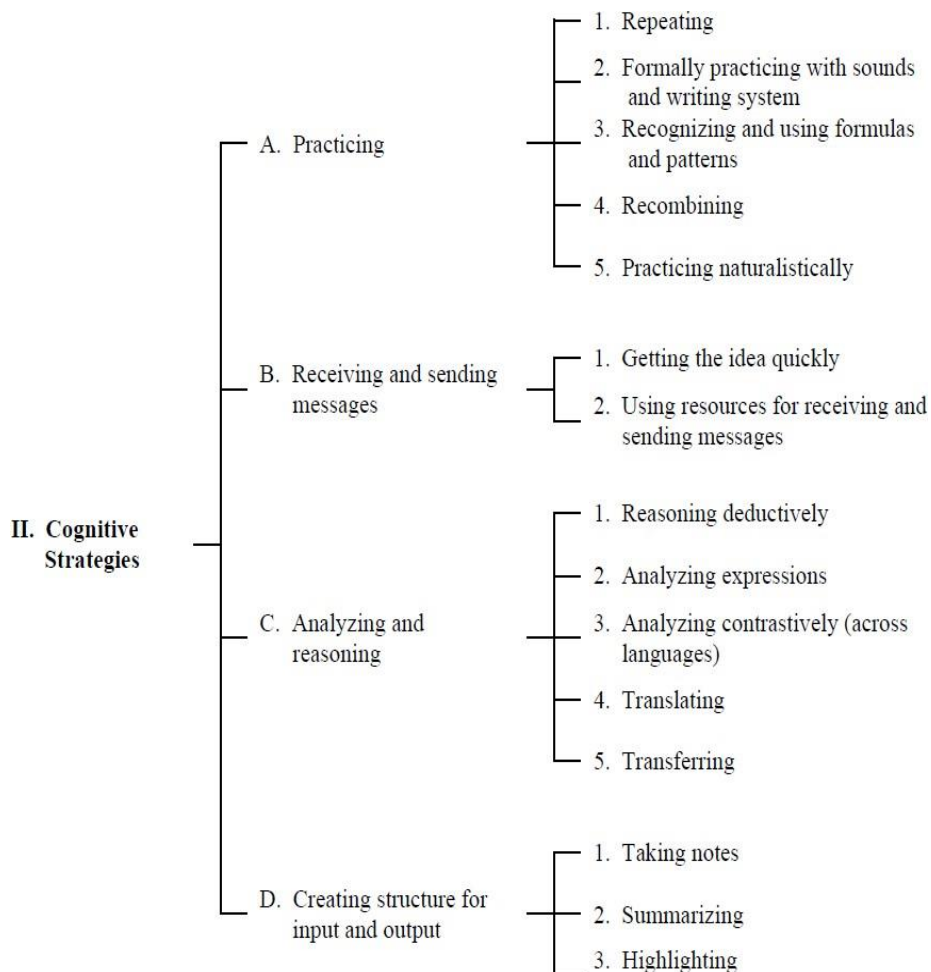 II. Cognitive
Strategies
A. Practicing
1. Repeating
2. Formally practicing with sounds
and writing system
3. Recognizing and using formulas
and patterns
4. Recombining
5. Practicing naturalistically
B. Receiving and sending
messages
1. Getting the idea quickly
2. Using resources for receiving and
sending messages
C. Analyzing and
reasoning
1. Reasoning deductively
2. Analyzing expressions
3. Analyzing contrastively (across
languages)
4. Translating
5. Transferring
D. Creating structure for
input and output
1. Taking notes
2. Summarizing
3. Highlighting